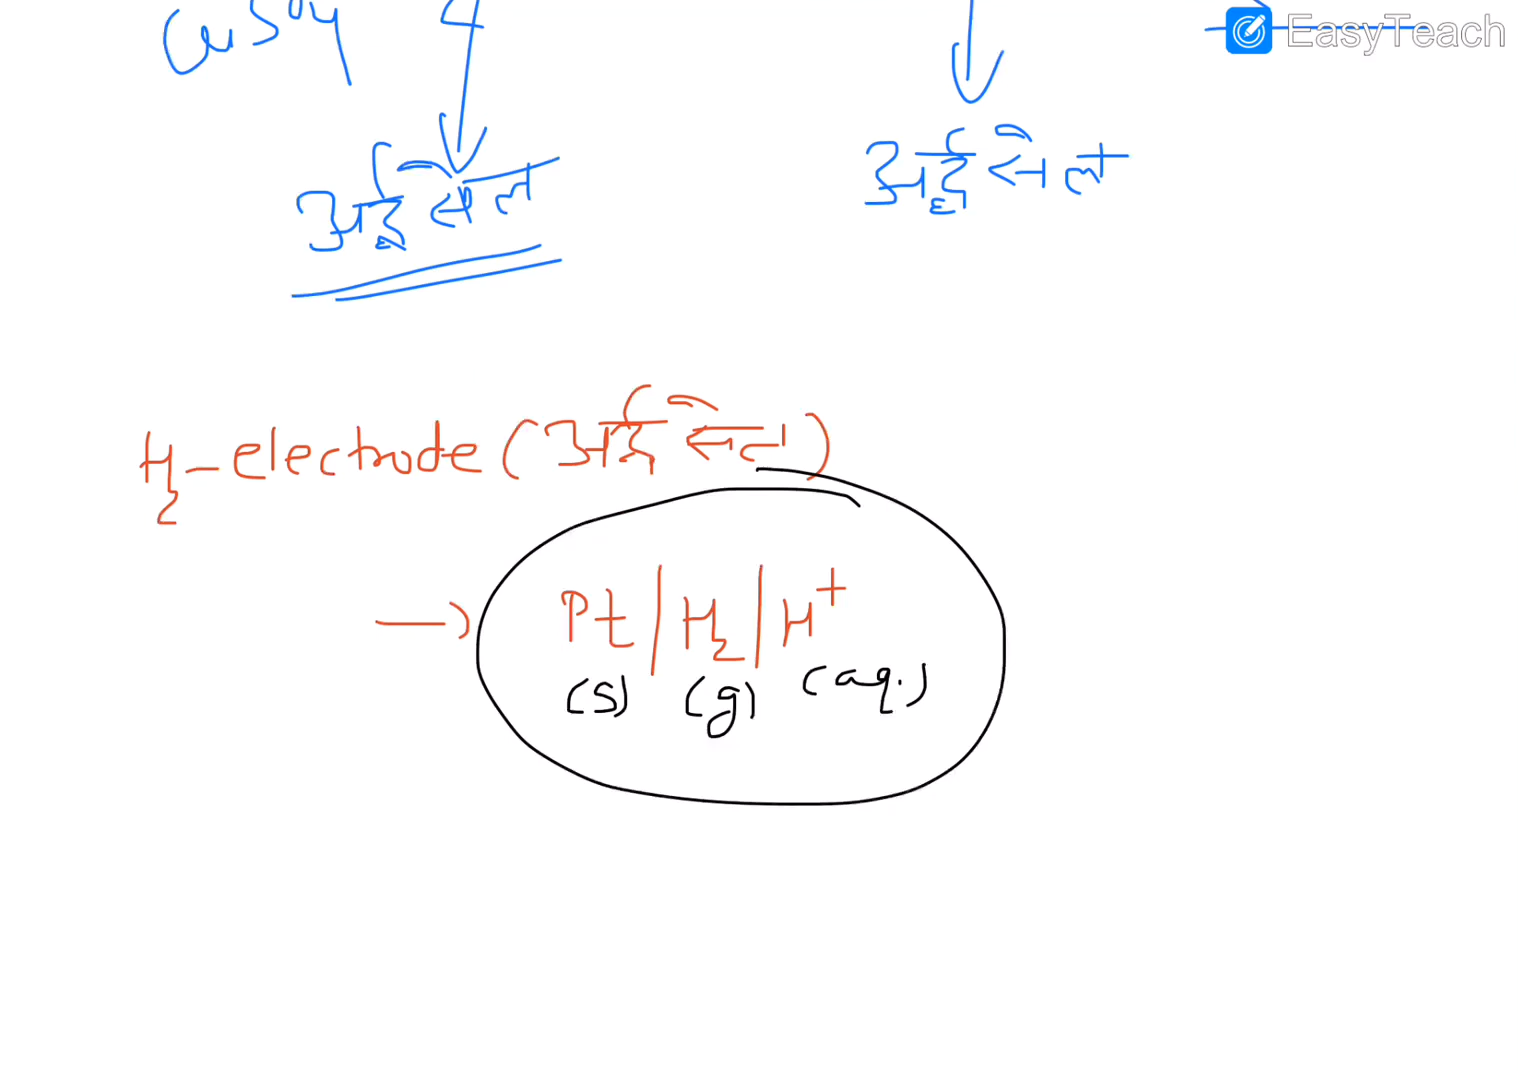 CuSO4
EasyTeach
अर्द्ध सेल
अर्द्ध सेल
H2-electrode (अर्द्ध सेल)
→ Pt | H2 | H+
(s) (g) (aq.)